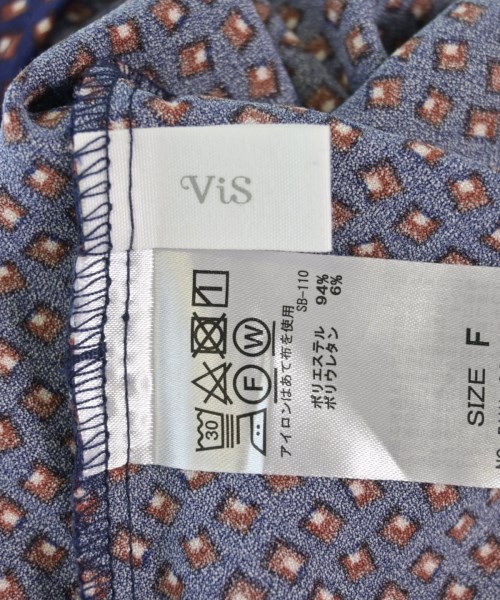 ViS
30
F
W
アイロンはあて布を使用
SB-110
ポリエステル 94%
ポリウレタン 6%
SIZE F